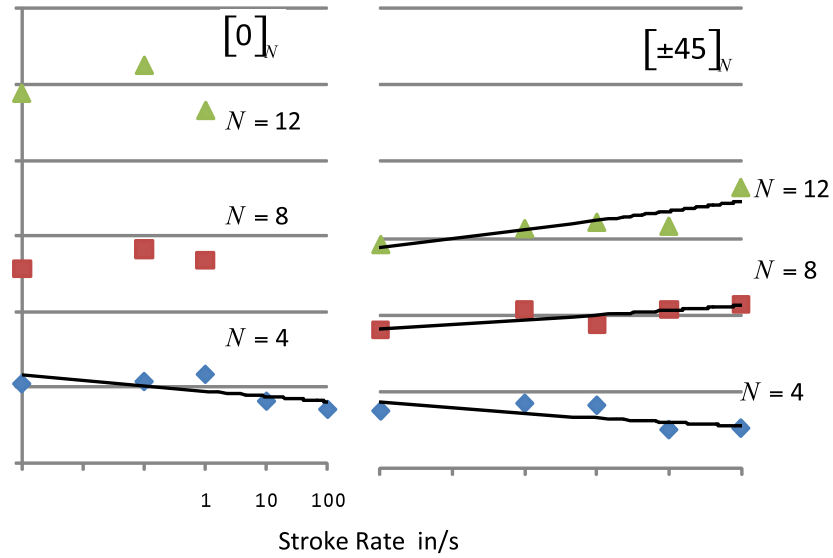 [0]N
[±45]N
N = 12
N = 12
N = 8
N = 8
N = 4
N = 4
1 10 100
Stroke Rate in/s